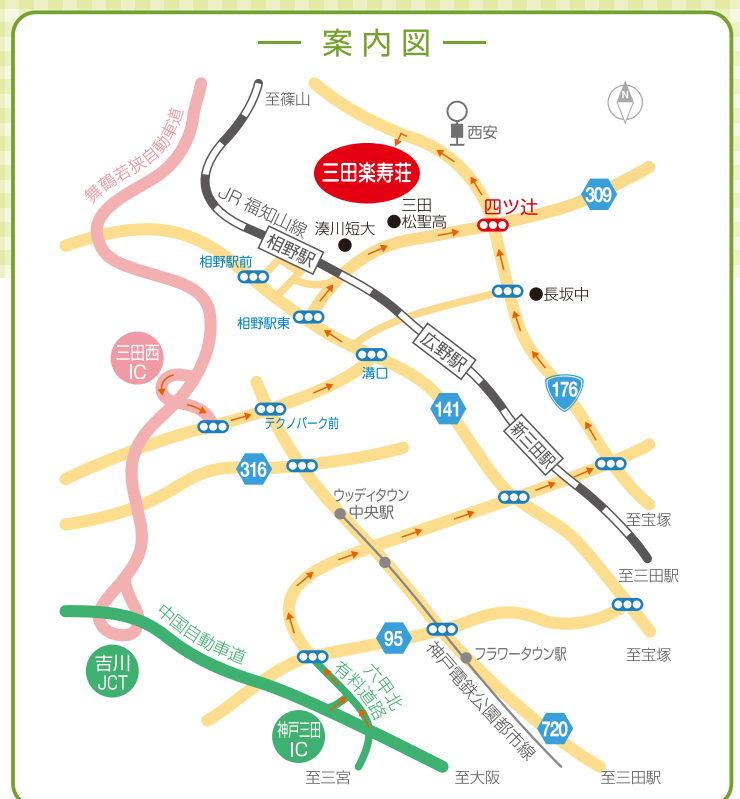 案内図
至篠山
N
西安
舞鶴若狭自動車道
三田楽寿荘
309
JR 福知山線
三田
松聖高
四ツ辻
湊川短大
相野駅
相野駅前
長坂中
相野駅東
三田西
IC
広野駅
溝口
176
141
テクノパーク前
新三田駅
316
ウッディタウン
中央駅
至宝塚
至三田駅
中国自動車道
95
フラワータウン駅
至宝塚
吉川
JCT
六甲北
有料道路
神戸電鉄公園都市線
神戸三田
IC
720
至三宮
至大阪
至三田駅